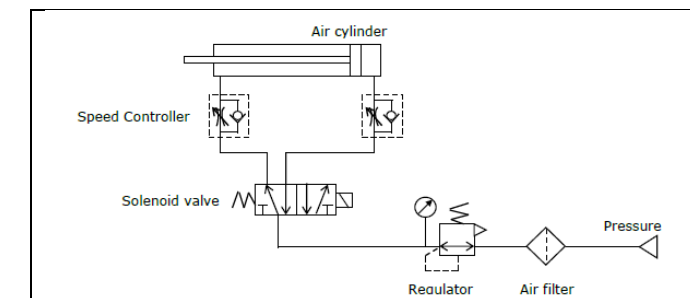 Air cylinder
Speed Controller
Solenoid valve
Pressure
Regulator
Air filter